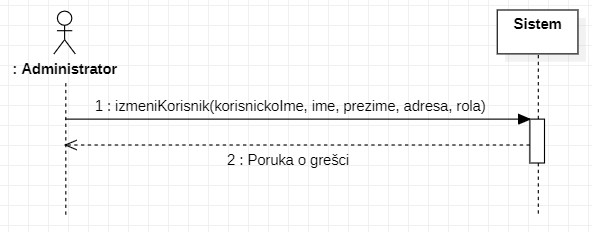 Sistem
: Administrator
1 : izmeniKorisnik(korisnickoIme, ime, prezime, adresa, rola)
2 : Poruka o grešci